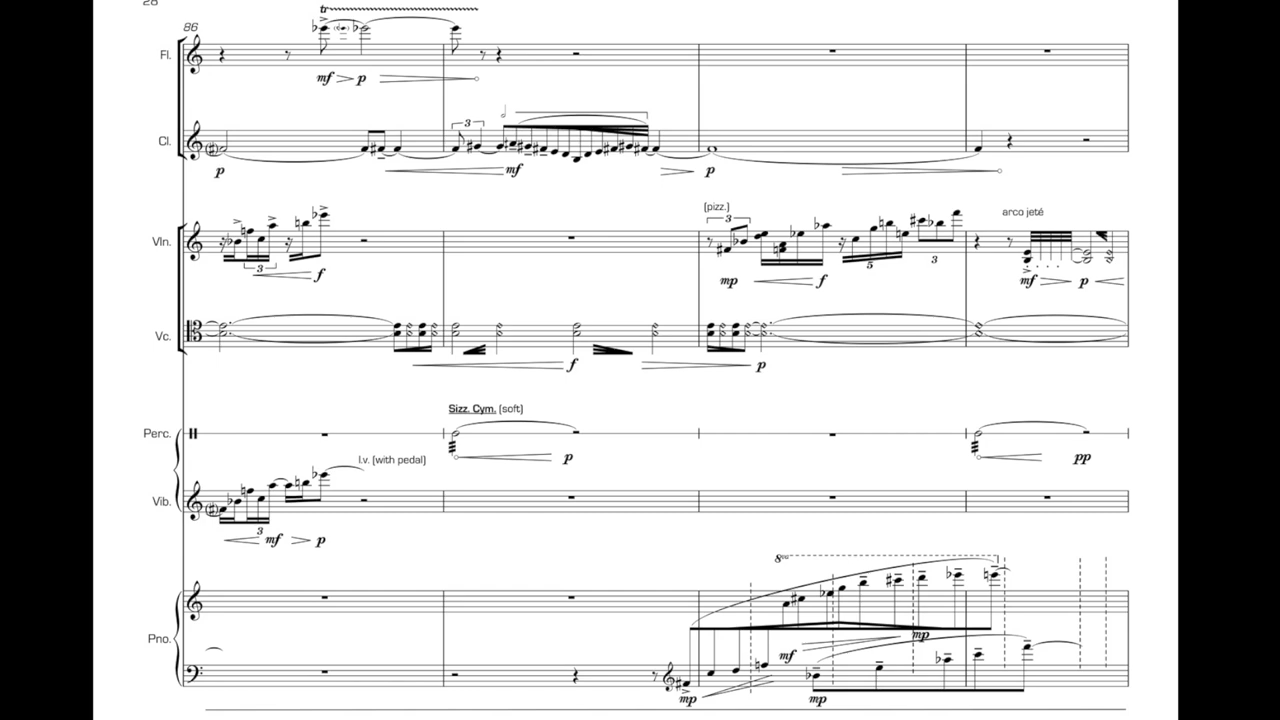 28
86
tr
Fl.
mf p
3
Cl.
p mf p
[pizz.]
arco jeté
3
Vln.
3 5 3
f mp f mf p
Vc.
f p
Sizz. Cym. (soft)
Perc.
p pp
l.v. (with pedal)
Vib.
3
mf p
8va
Pno.
mp
mf
mp mp